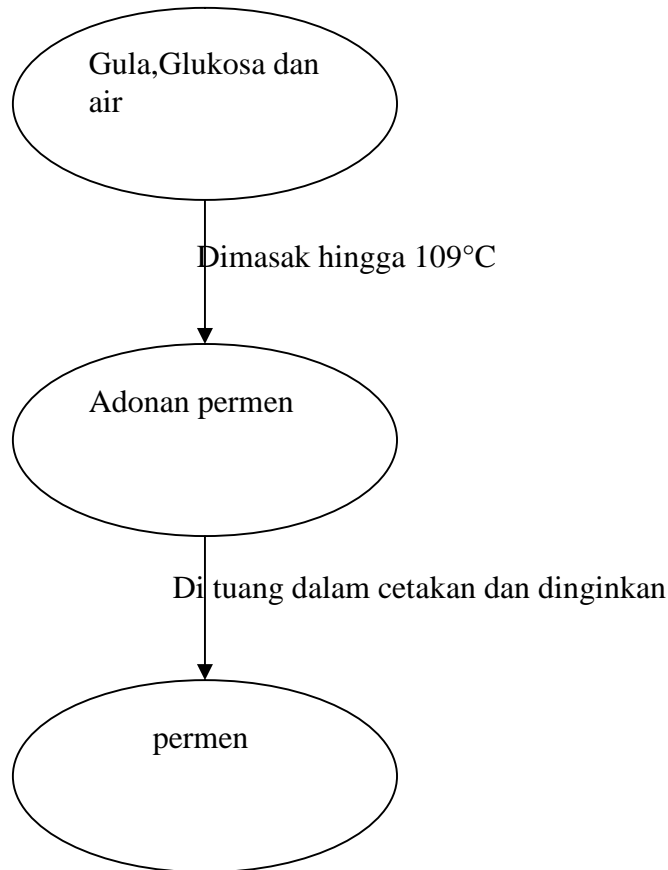 Gula,Glukosa dan
air
Dimasak hingga 109°C
Adonan permen
Di tuang dalam cetakan dan dinginkan
permen